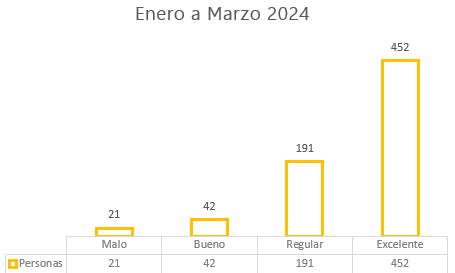 Enero a Marzo 2024
452
191
42
21
Malo Bueno Regular Excelente
Personas 21 42 191 452